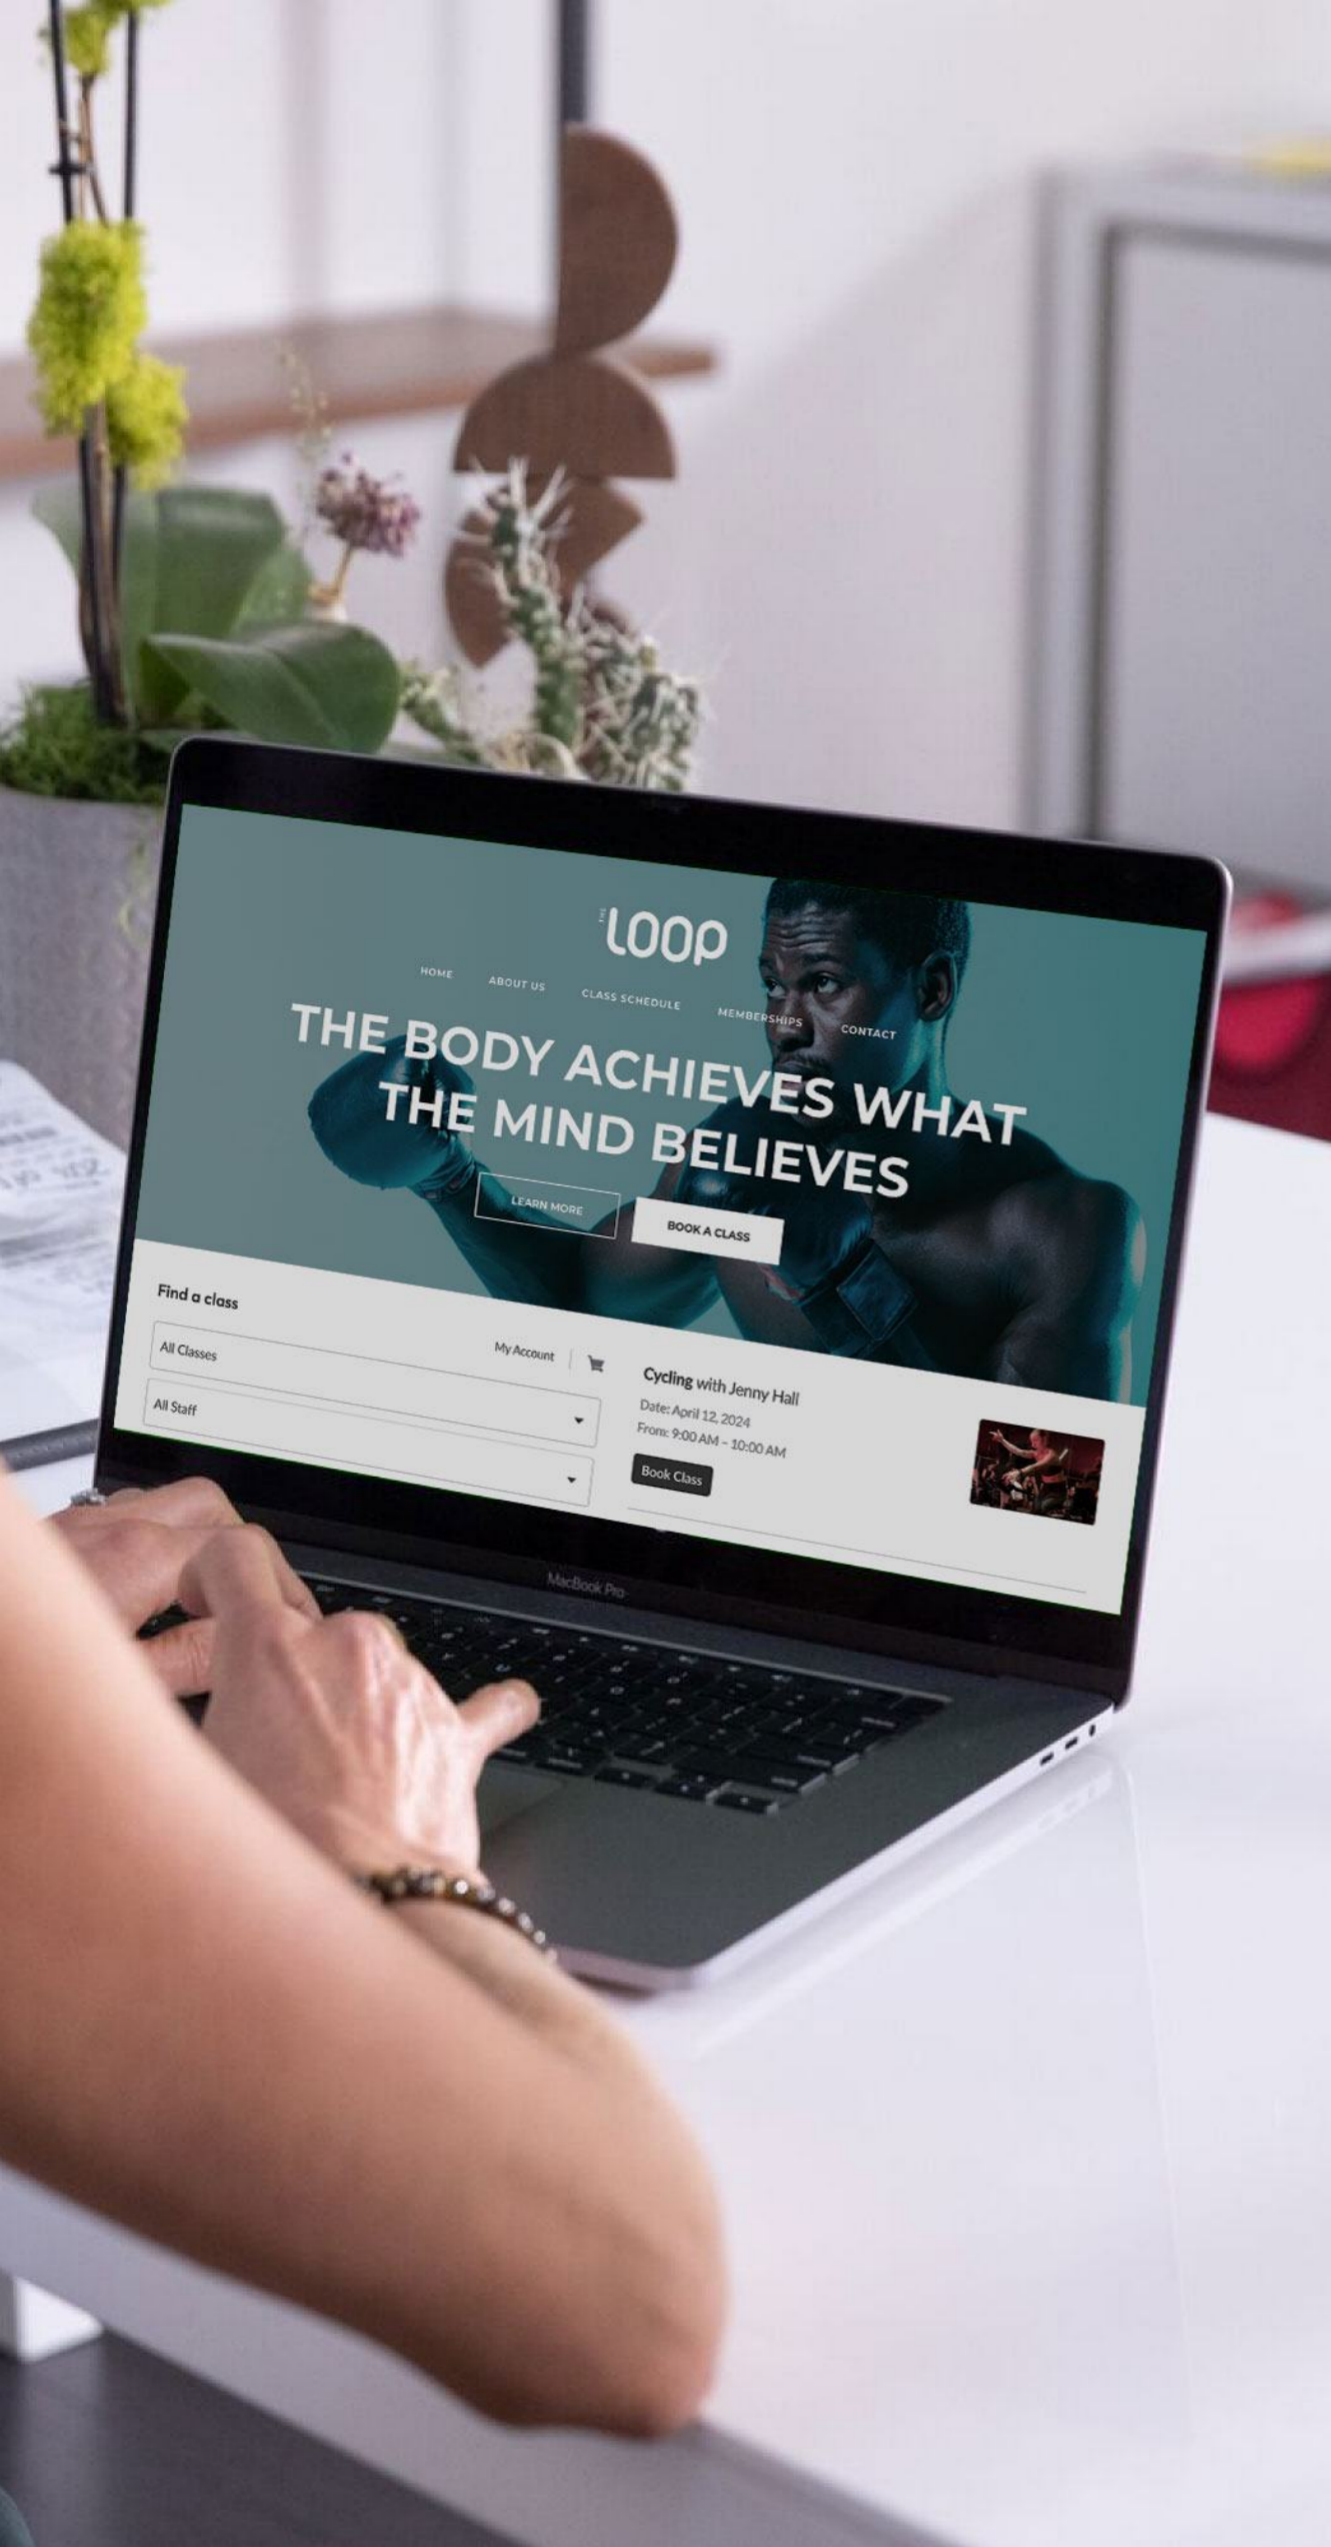 THE
LOOP
HOME ABOUT US CLASS SCHEDULE MEMBERSHIPS CONTACT
THE BODY ACHIEVES WHAT
THE MIND BELIEVES
LEARN MORE BOOK A CLASS
Find a class
My Account
All Classes
All Staff
Cycling with Jenny Hall
Date: April 12, 2024
From: 9:00 AM – 10:00 AM
Book Class
MacBook Pro